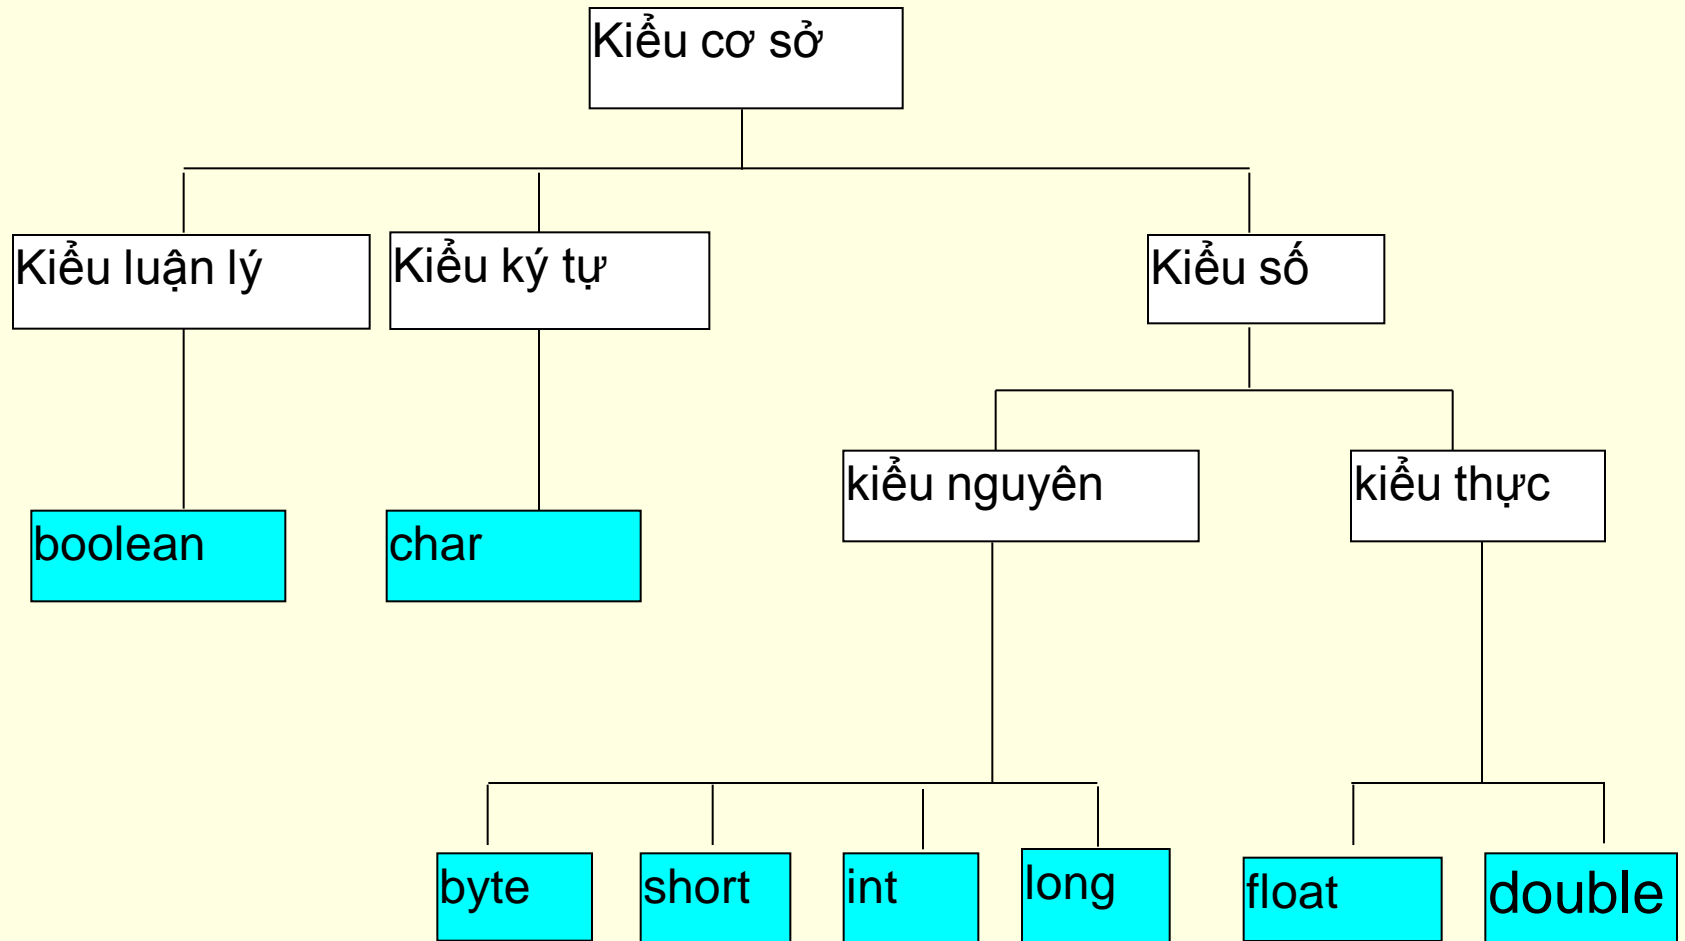 Kiểu cơ sở
Kiểu luận lý
Kiểu ký tự
Kiểu số
kiểu nguyên
kiểu thực
boolean
char
byte
short
int
long
float
double